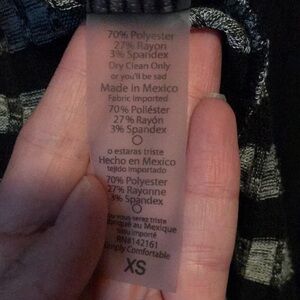 70% Polyester
27% Rayon
3% Spandex
Dry Clean Only
or you'll be sad
Made in Mexico
Fabric Imported
70% Poliéster
27% Rayón
3% Spandex
o estaras triste
Hecho en Mexico
tejido importado
70% Polyester
27% Rayonne
3% Spandex
ou vous serez triste
fabriqué au Mexique
tissu importé
RN#142161
Simply Comfortable
XS